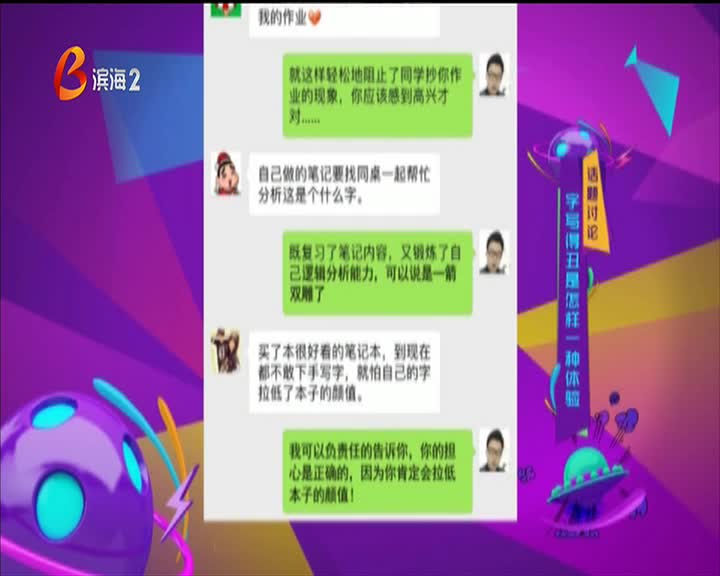 滨海2
我的作业❤
就这样轻松地阻止了同学抄你作
业的现象，你应该感到高兴才
对......
自己做的笔记要找同桌一起帮忙
分析这是个什么字。
既复习了笔记内容，又锻炼了自
己逻辑分析能力，可以说是一箭
双雕了
买了本很好看的笔记本，到现在
都不敢下手写字，就怕自己的字
拉低了本子的颜值。
我可以负责任的告诉你，你的担
心是正确的，因为你肯定会拉低
本子的颜值！
话题讨论
字写得丑是怎样一种体验